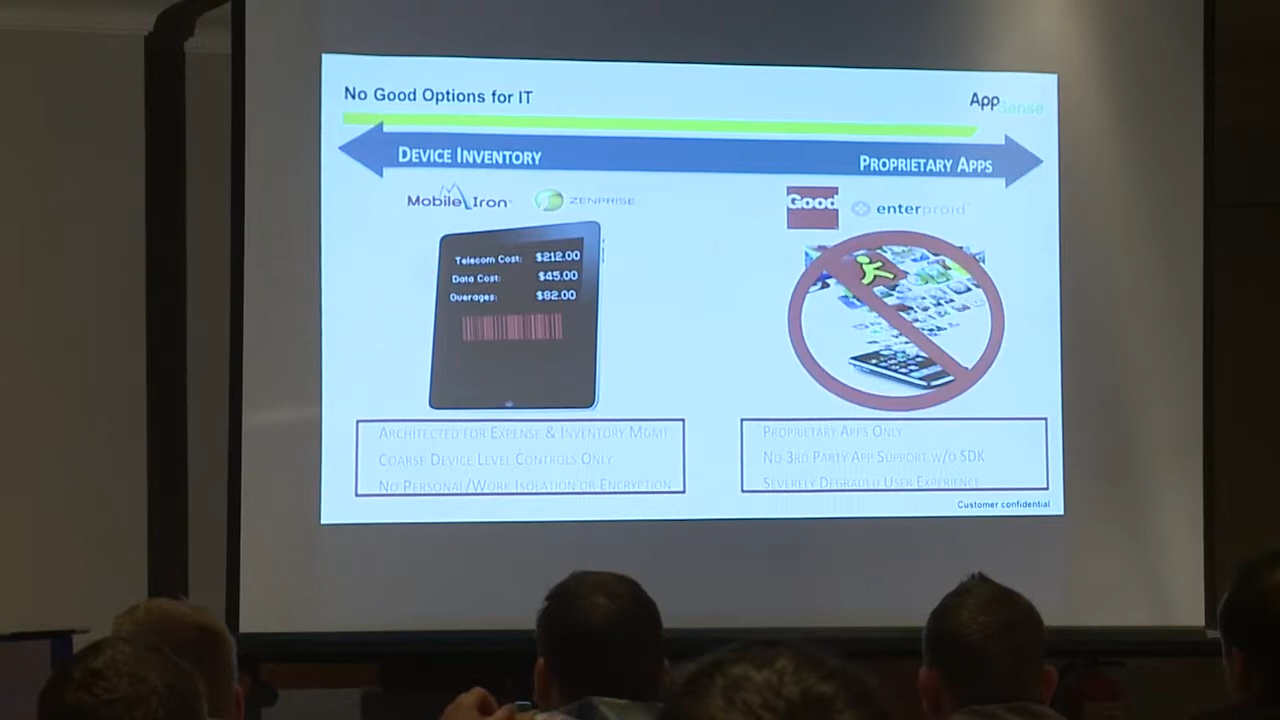 No Good Options for IT
AppSense
DEVICE INVENTORY
PROPRIETARY APPS
MobileIron
ZENPRISE
Good
enterproid
Telecom Cost: $212.00
Data Cost: $45.00
Overages: $82.00
ARCHITECTED FOR EXPENSE & INVENTORY MGMT
COARSE DEVICE LEVEL CONTROLS ONLY
NO PERSONAL/WORK ISOLATION OR ENCRYPTION
PROPRIETARY APPS ONLY
NO 3RD PARTY APP SUPPORT W/O SDK
SEVERELY DEGRADED USER EXPERIENCE
Customer confidential